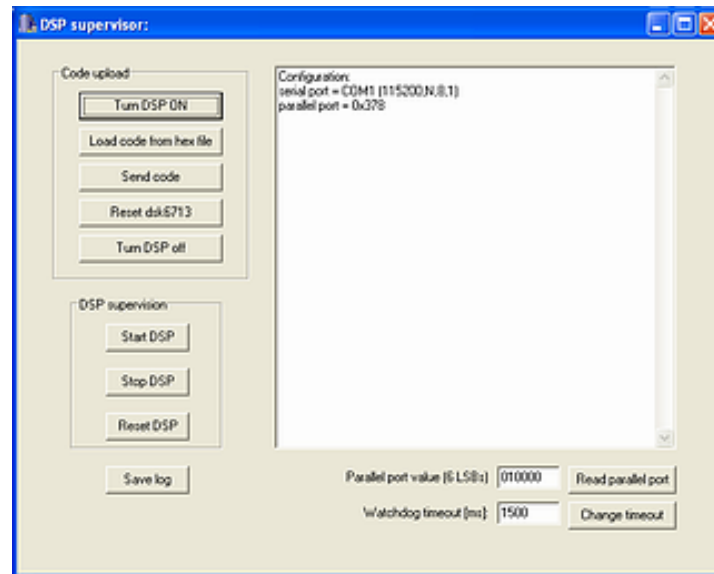 DSP supervisor:
Code upload
Turn DSP ON
Load code from hex file
Send code
Reset dsk6713
Turn DSP off
DSP supervision
Start DSP
Stop DSP
Reset DSP
Save log
Configuration:
serial port = COM1 (115200,N,8,1)
parallel port = 0x378
Parallel port value (6 LSBs) 010000 Read parallel port
Watchdog timeout [ms]: 1500 Change timeout